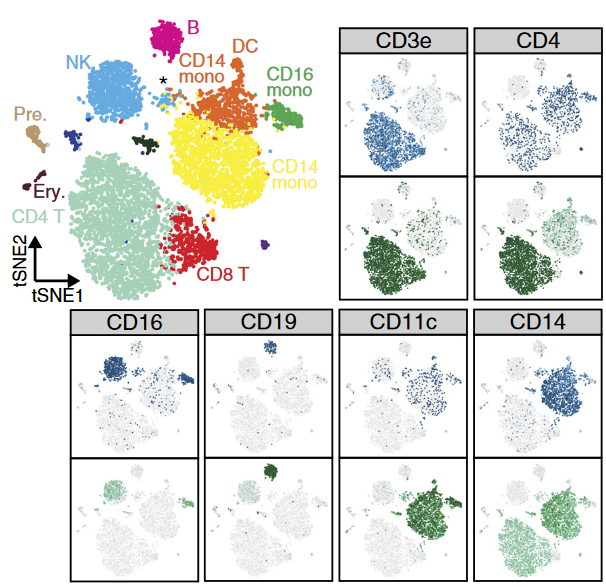 B
DC
NK
CD14
mono
*
CD16
mono
Pre.
CD14
mono
Ery.
CD4 T
CD8 T
tSNE2
tSNE1
CD3e
CD4
CD16
CD19
CD11c
CD14